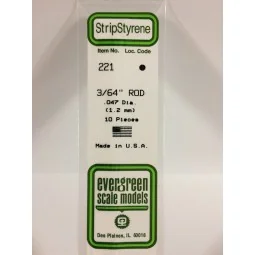 StripStyrene
Item No. Loc. Code
221
3/64" ROD
.047 Dia.
(1.2 mm)
10 Pieces
Made in U.S.A.
evergreen
scale models
Des Plaines, IL 60018